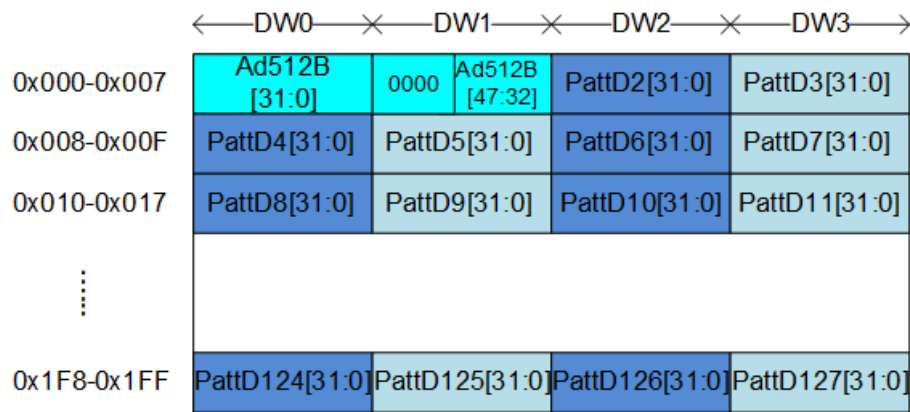 DW0 DW1 DW2 DW3
0x000-0x007 Ad512B [31:0] 0000 Ad512B [47:32] PattD2[31:0] PattD3[31:0]
0x008-0x00F PattD4[31:0] PattD5[31:0] PattD6[31:0] PattD7[31:0]
0x010-0x017 PattD8[31:0] PattD9[31:0] PattD10[31:0] PattD11[31:0]
0x1F8-0x1FF PattD124[31:0] PattD125[31:0] PattD126[31:0] PattD127[31:0]